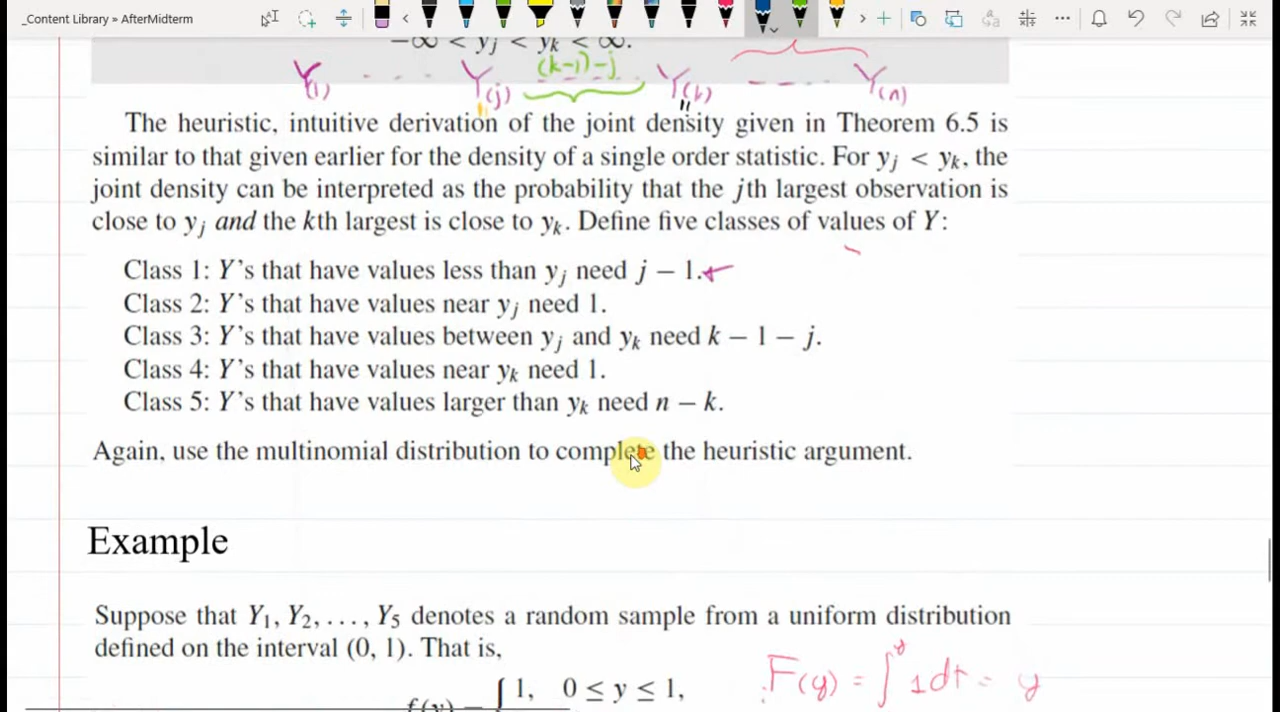 _Content Library » AfterMidterm
−∞ < yj < yk < ∞.
(k-1)-j
Y(1) . . . . Y(j) Y(k) - - - - Y(n)
The heuristic, intuitive derivation of the joint density given in Theorem 6.5 is
similar to that given earlier for the density of a single order statistic. For yj < yk, the
joint density can be interpreted as the probability that the jth largest observation is
close to yj and the kth largest is close to yk. Define five classes of values of Y:
Class 1: Y's that have values less than yj need j − 1.
Class 2: Y's that have values near yj need 1.
Class 3: Y's that have values between yj and yk need k − 1 − j.
Class 4: Y's that have values near yk need 1.
Class 5: Y's that have values larger than yk need n − k.
Again, use the multinomial distribution to complete the heuristic argument.
Example
Suppose that Y1, Y2, . . . , Y5 denotes a random sample from a uniform distribution
defined on the interval (0, 1). That is,
1, 0 ≤ y ≤ 1,
F(y) = ∫ y 1dt = y